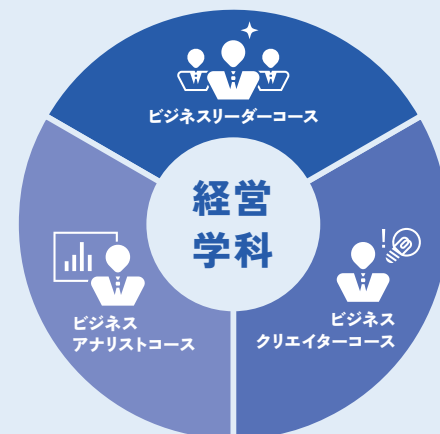 ビジネスリーダーコース
経営
学科
ビジネス
アナリストコース
ビジネス
クリエイターコース